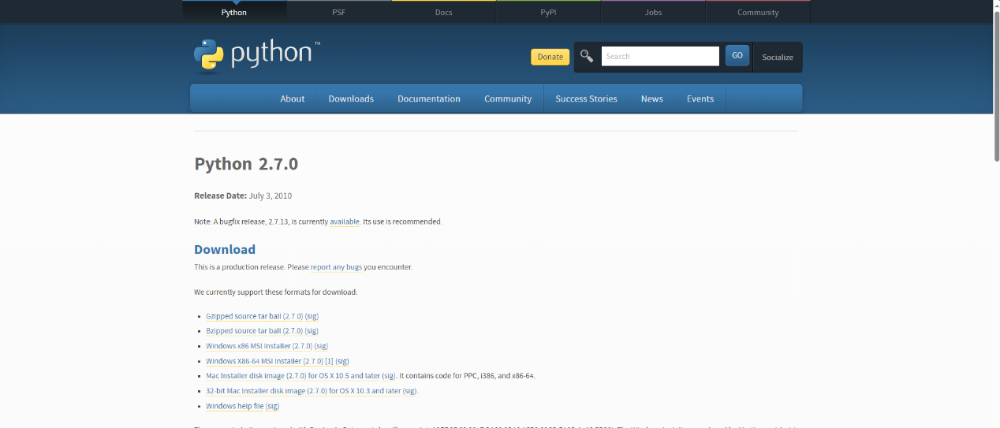 Python PSF Docs PyPI Jobs Community
python™
Donate Search GO Socialize
About Downloads Documentation Community Success Stories News Events
Python 2.7.0
Release Date: July 3, 2010
Note: A bugfix release, 2.7.13, is currently available. Its use is recommended.
Download
This is a production release. Please report any bugs you encounter.
We currently support these formats for download:
Gzipped source tar ball (2.7.0) (sig)
Bzipped source tar ball (2.7.0) (sig)
Windows x86 MSI Installer (2.7.0) (sig)
Windows X86-64 MSI Installer (2.7.0) [1] (sig)
Mac Installer disk image (2.7.0) for OS X 10.5 and later (sig). It contains code for PPC, i386, and x86-64.
32-bit Mac Installer disk image (2.7.0) for OS X 10.3 and later (sig).
Windows help file (sig)